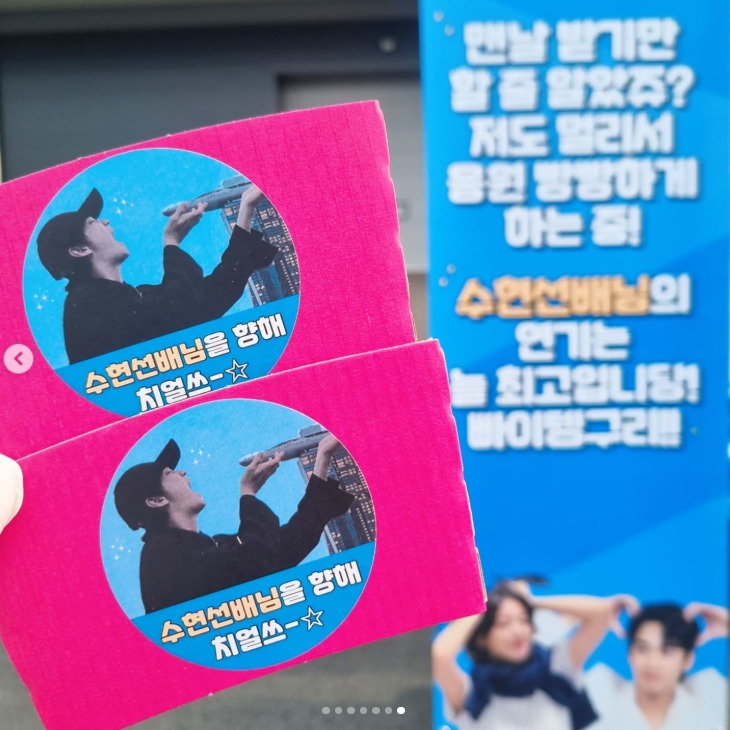 맨날 받기만
할 줄 알았쥬?
저도 멀리서
응원 빵빵하게
하는 중!
수현선배님의
연기는
늘 최고입니당!
빠이팅구리!!!
수현선배님을 향해
치얼쓰-☆
수현선배님을 향해
치얼쓰-☆